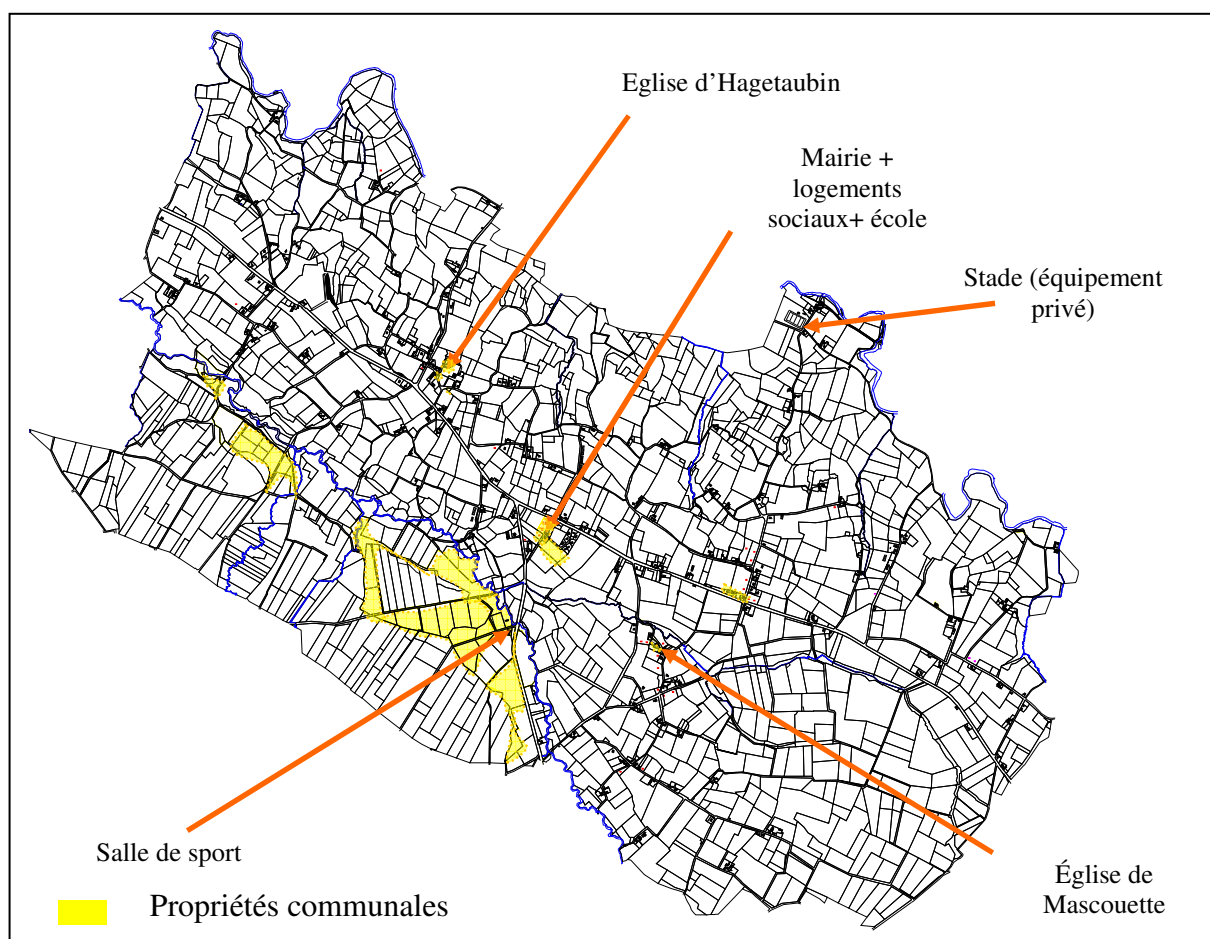 Eglise d’Hagetaubin
Mairie +
logements
sociaux+ école
Stade (équipement
privé)
Salle de sport
Église de
Mascouette
Propriétés communales